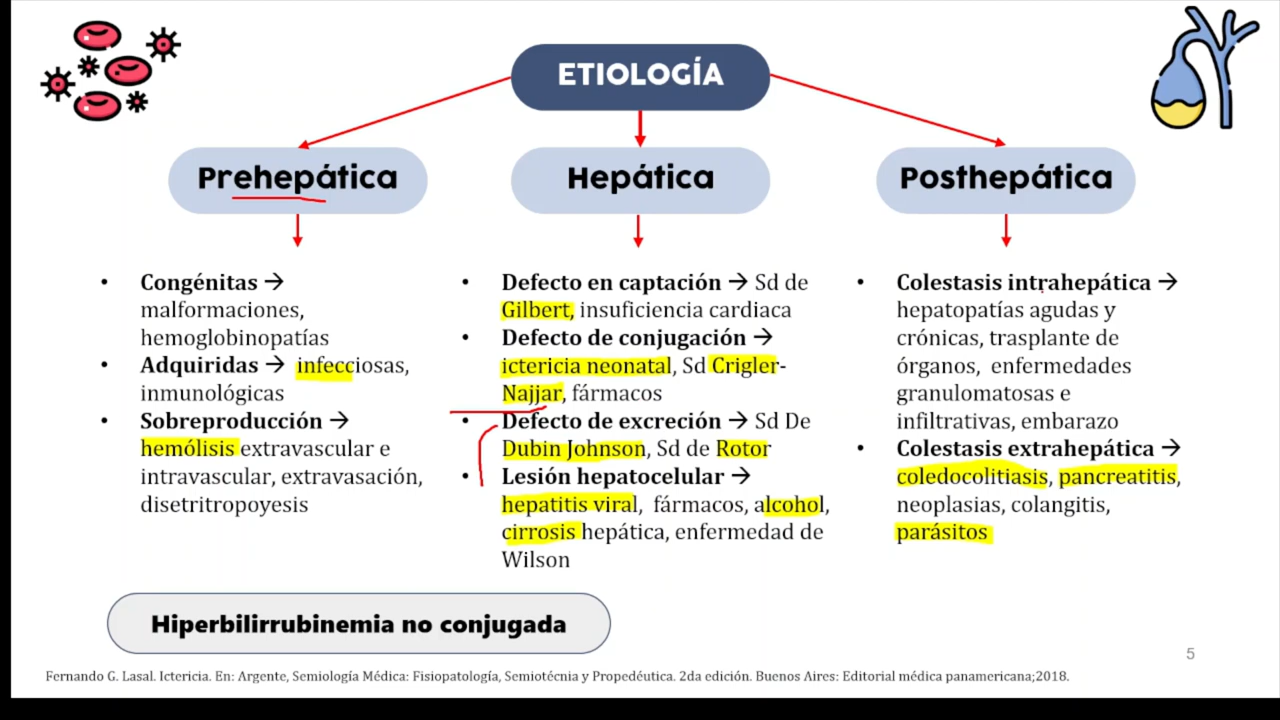 ETIOLOGÍA
Prehepática
Hepática
Posthepática
• Congénitas →
malformaciones,
hemoglobinopatías
• Adquiridas → infecciosas,
inmunológicas
• Sobreproducción →
hemólisis extravascular e
intravascular, extravasación,
disetritropoyesis
• Defecto en captación → Sd de
Gilbert, insuficiencia cardiaca
• Defecto de conjugación →
ictericia neonatal, Sd Crigler-
Najjar, fármacos
• Defecto de excreción → Sd De
Dubin Johnson, Sd de Rotor
• Lesión hepatocelular →
hepatitis viral, fármacos, alcohol,
cirrosis hepática, enfermedad de
Wilson
• Colestasis intrahepática →
hepatopatías agudas y
crónicas, trasplante de
órganos, enfermedades
granulomatosas e
infiltrativas, embarazo
• Colestasis extrahepática →
coledocolitiasis, pancreatitis,
neoplasias, colangitis,
parásitos
Hiperbilirrubinemia no conjugada
5
Fernando G. Lasal. Ictericia. En: Argente, Semiología Médica: Fisiopatología, Semiotécnia y Propedéutica. 2da edición. Buenos Aires: Editorial médica panamericana;2018.